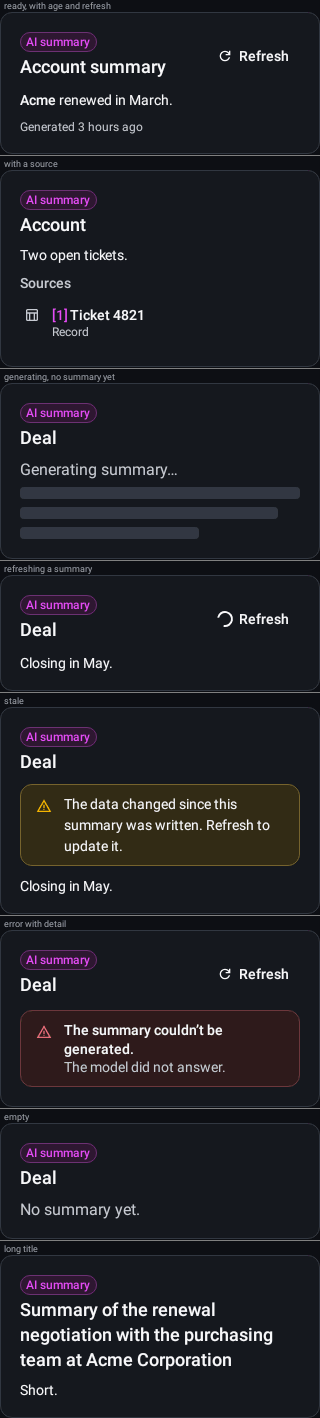 ready, with age and refresh
AI summary
Account summary
Refresh
Acme renewed in March.
Generated 3 hours ago
with a source
AI summary
Account
Two open tickets.
Sources
[1] Ticket 4821
Record
generating, no summary yet
AI summary
Deal
Generating summary…
refreshing a summary
AI summary
Deal
Refresh
Closing in May.
stale
AI summary
Deal
The data changed since this
summary was written. Refresh to
update it.
Closing in May.
error with detail
AI summary
Deal
Refresh
The summary couldn’t be
generated.
The model did not answer.
empty
AI summary
Deal
No summary yet.
long title
AI summary
Summary of the renewal
negotiation with the purchasing
team at Acme Corporation
Short.